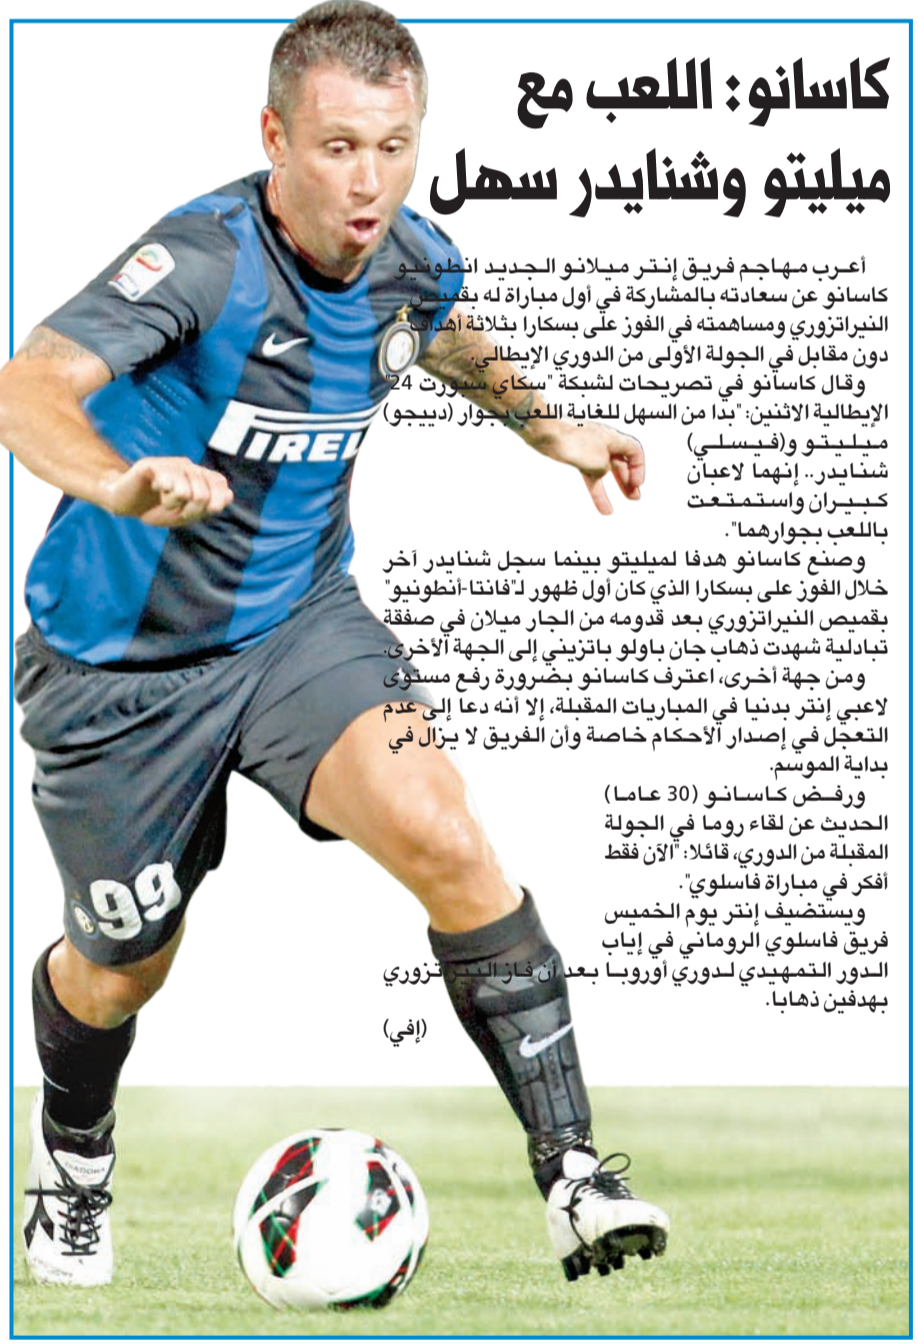 كاسانو: اللعب مع
ميليتو وشنايدر سهل
أعرب مهاجم فريق إنتر ميلانو الجديد انطونيو
كاسانو عن سعادته بالمشاركة في أول مباراة له بقميص
النيراتزوري ومساهمته في الفوز على بسكارا بثلاثة أهداف
دون مقابل في الجولة الأولى من الدوري الإيطالي.
وقال كاسانو في تصريحات لشبكة "سكاي سبورت 24"
الإيطالية الاثنين: "بدا من السهل للغاية اللعب بجوار (دييجو)
ميليتو و(فيسلي)
شنايدر.. إنهما لاعبان
كبيران واستمتعت
باللعب بجوارهما".
وصنع كاسانو هدفا لميليتو بينما سجل شنايدر آخر
خلال الفوز على بسكارا الذي كان أول ظهور لـ"فانتا-أنطونيو"
بقميص النيراتزوري بعد قدومه من الجار ميلان في صفقة
تبادلية شهدت ذهاب جان باولو باتزيني إلى الجهة الأخرى.
ومن جهة أخرى، اعترف كاسانو بضرورة رفع مستوى
لاعبي إنتر بدنيا في المباريات المقبلة، إلا أنه دعا إلى عدم
التعجل في إصدار الأحكام خاصة وأن الفريق لا يزال في
بداية الموسم.
ورفض كاسانو (30 عاما)
الحديث عن لقاء روما في الجولة
المقبلة من الدوري، قائلا: "الآن فقط
أفكر في مباراة فاسلوي".
ويستضيف إنتر يوم الخميس
فريق فاسلوي الروماني في إياب
الدور التمهيدي لدوري أوروبا بعد أن فاز النيراتزوري
بهدفين ذهابا.
(إفي)
PIREL
99
DIADORA